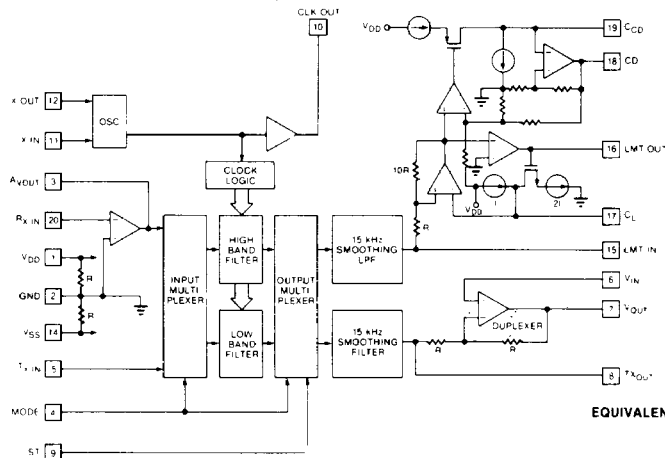 CLK OUT
10
X OUT 12
OSC
X IN 11
AVOUT 3
CLOCK LOGIC
RX IN 20
VDD 1
R
GND 2
R
VSS 14
TX IN 5
MODE 4
ST 9
INPUT MULTI PLEXER
HIGH BAND FILTER
LOW BAND FILTER
OUTPUT MULTI PLEXER
15 kHz SMOOTHING LPF
15 kHz SMOOTHING FILTER
VDD
19 CCD
18 CD
16 LMT OUT
10R
R
VDD
I
2I
17 CL
15 LMT IN
6 VIN
7 VOUT
DUPLEXER
R
R
8 TXOUT
EQUIVALEN